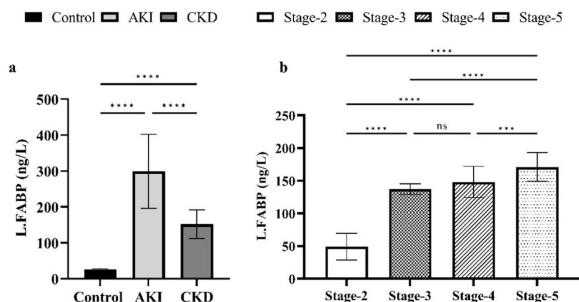 Control AKI CKD Stage-2 Stage-3 Stage-4 Stage-5
a
****
**** ****
L.FABP (ng/L)
500
400
300
200
100
0
Control AKI CKD
b
****
****
****
**** ns ***
L.FABP (ng/L)
250
200
150
100
50
0
Stage-2 Stage-3 Stage-4 Stage-5